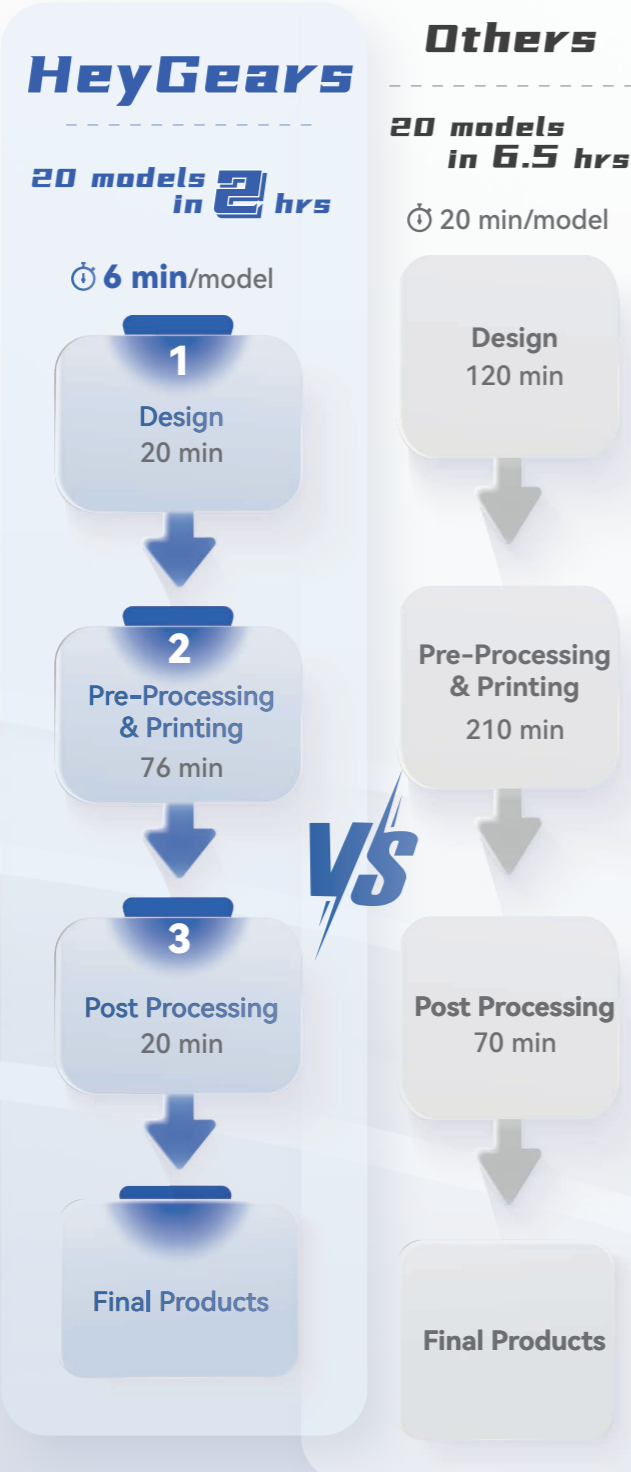 HeyGears
20 models
in 2 hrs
6 min/model
1
Design
20 min
2
Pre-Processing
& Printing
76 min
3
Post Processing
20 min
Final Products
VS
Others
20 models
in 6.5 hrs
20 min/model
Design
120 min
Pre-Processing
& Printing
210 min
Post Processing
70 min
Final Products